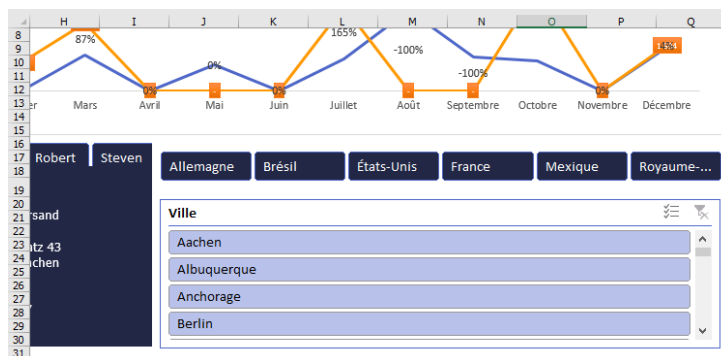 H I J K L M N O P Q
8
9
10
11
12
13
14
15
16
17
18
19
20
21
22
23
24
25
26
27
28
29
30
31
87% 165% -100%
0% -100%
0% 0% 0%
er Mars Avril Mai Juin Juillet Août Septembre Octobre Novembre Décembre
Robert Steven
Allemagne Brésil États-Unis France Mexique Royaume-...
rsand
atz 43
chen
Ville
Aachen
Albuquerque
Anchorage
Berlin